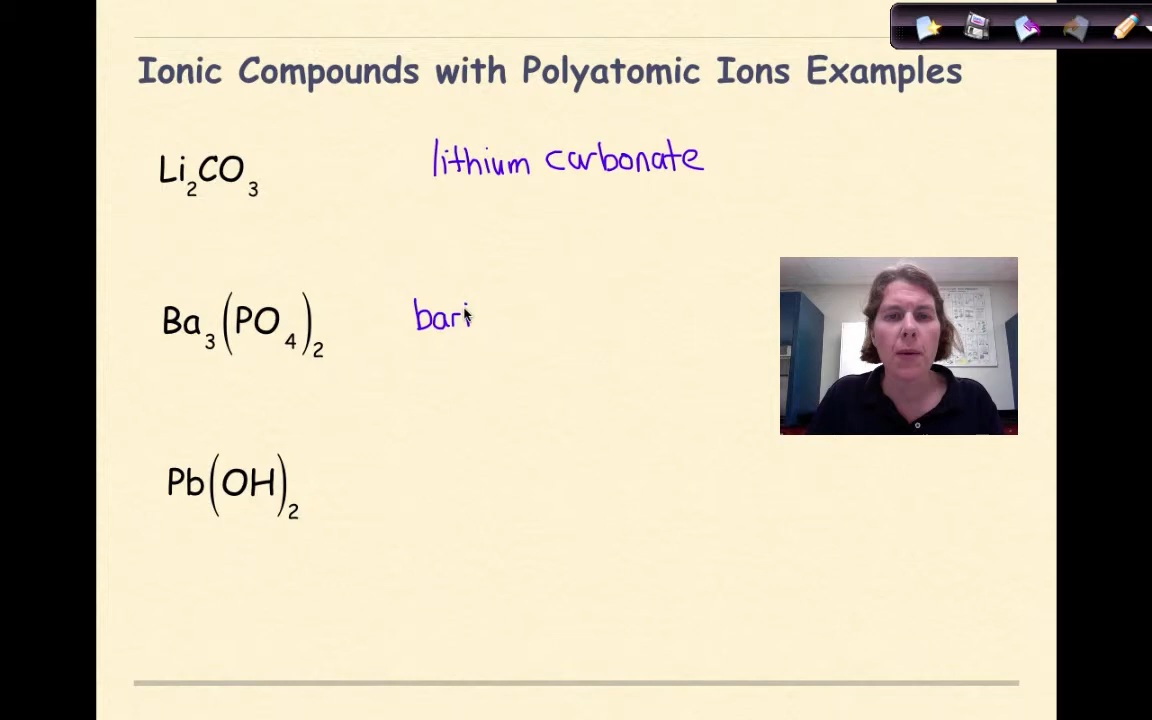 Ionic Compounds with Polyatomic Ions Examples
Li₂CO₃ lithium carbonate
Ba₃(PO₄)₂ bari
Pb(OH)₂